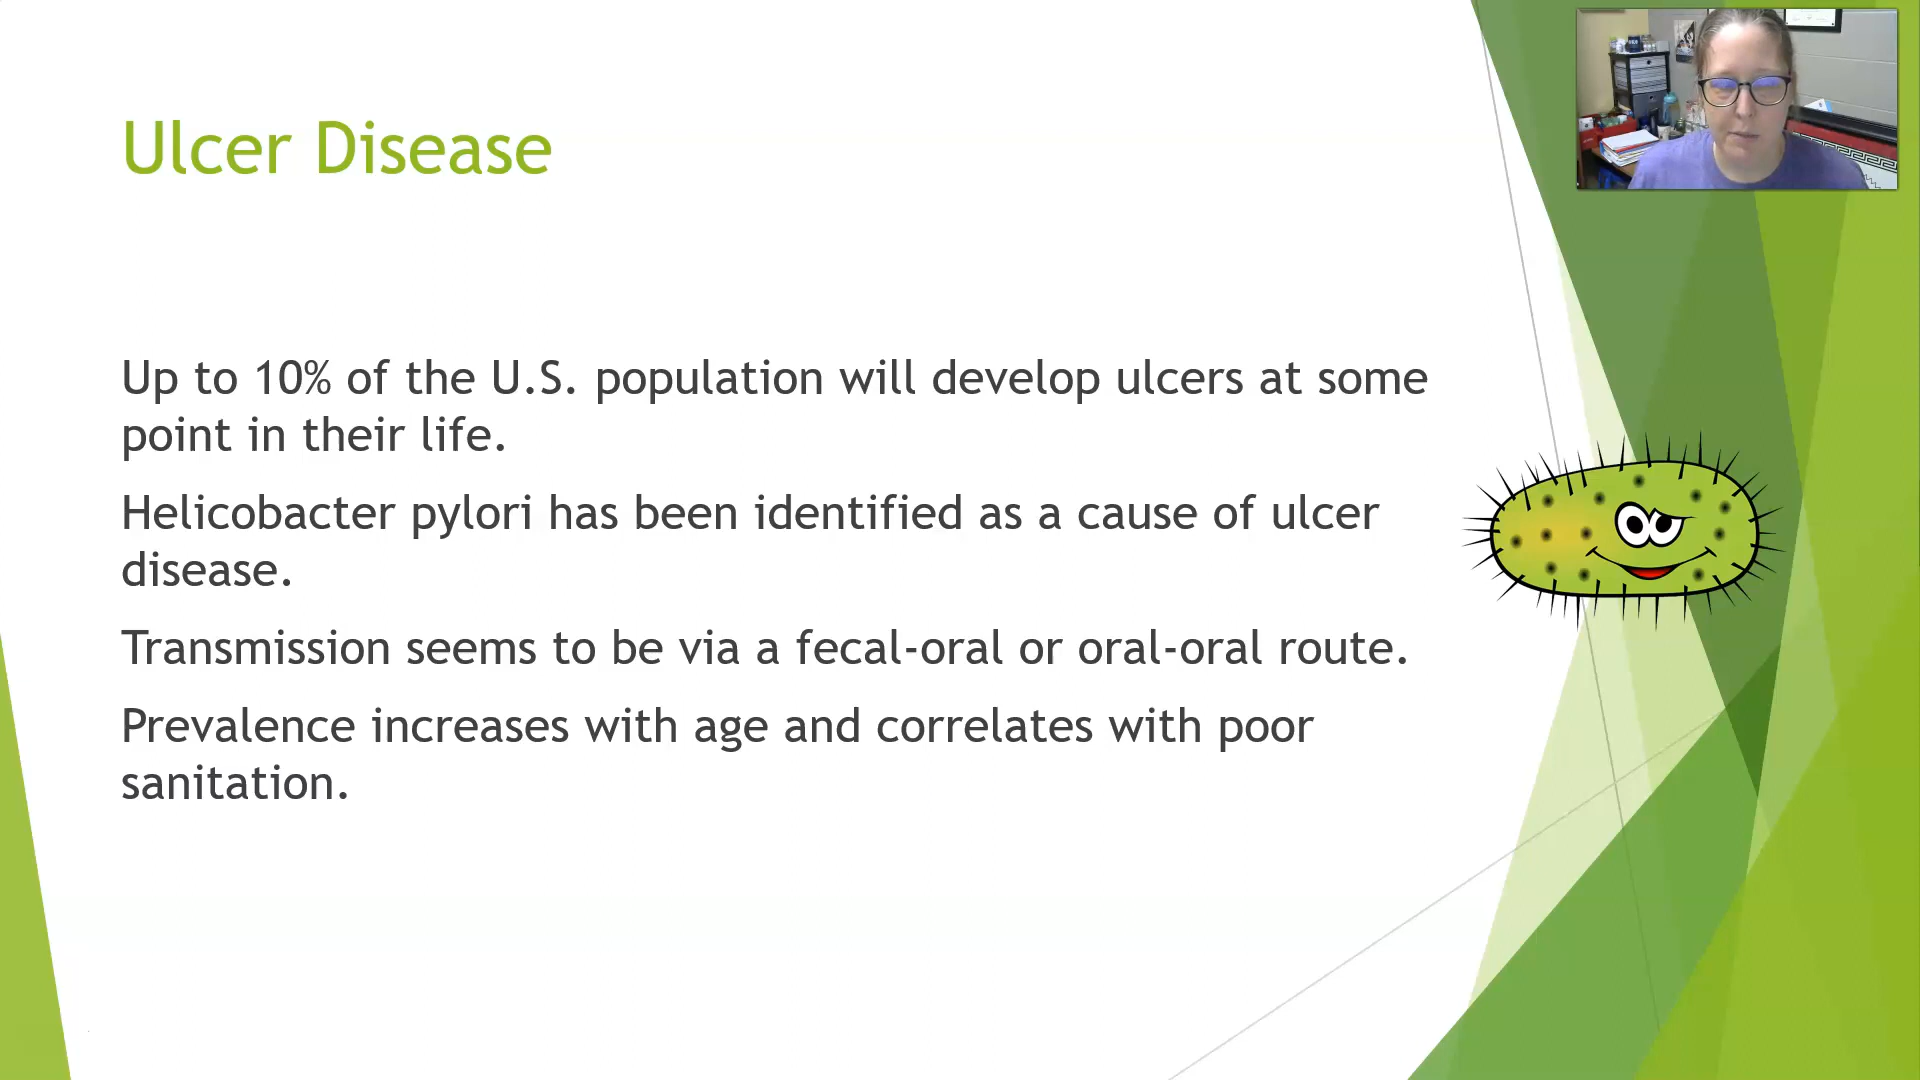 Ulcer Disease
Up to 10% of the U.S. population will develop ulcers at some
point in their life.
Helicobacter pylori has been identified as a cause of ulcer
disease.
Transmission seems to be via a fecal-oral or oral-oral route.
Prevalence increases with age and correlates with poor
sanitation.